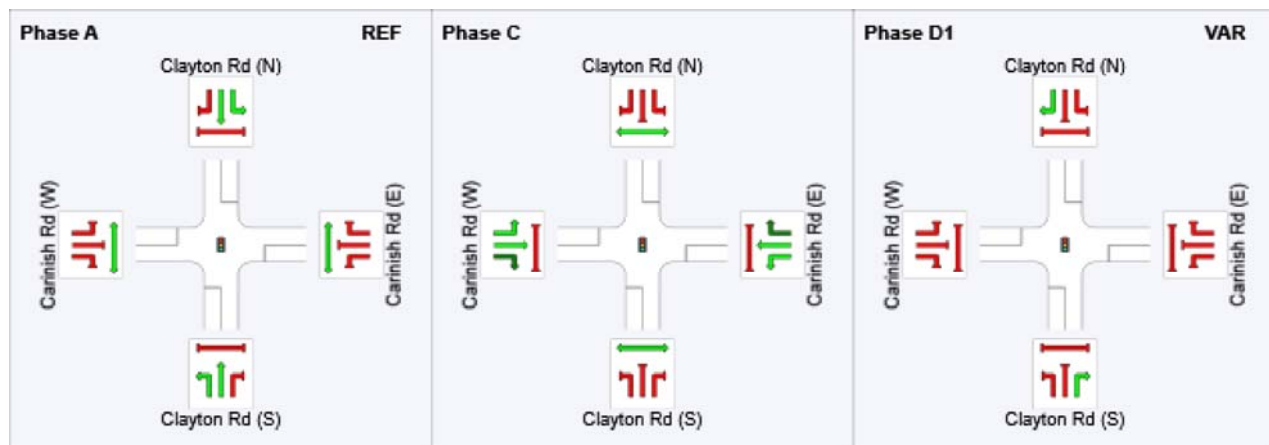 Phase A REF
Clayton Rd (N)
Carinish Rd (W)
Carinish Rd (E)
Clayton Rd (S)
Phase C
Clayton Rd (N)
Carinish Rd (W)
Carinish Rd (E)
Clayton Rd (S)
Phase D1 VAR
Clayton Rd (N)
Carinish Rd (W)
Carinish Rd (E)
Clayton Rd (S)